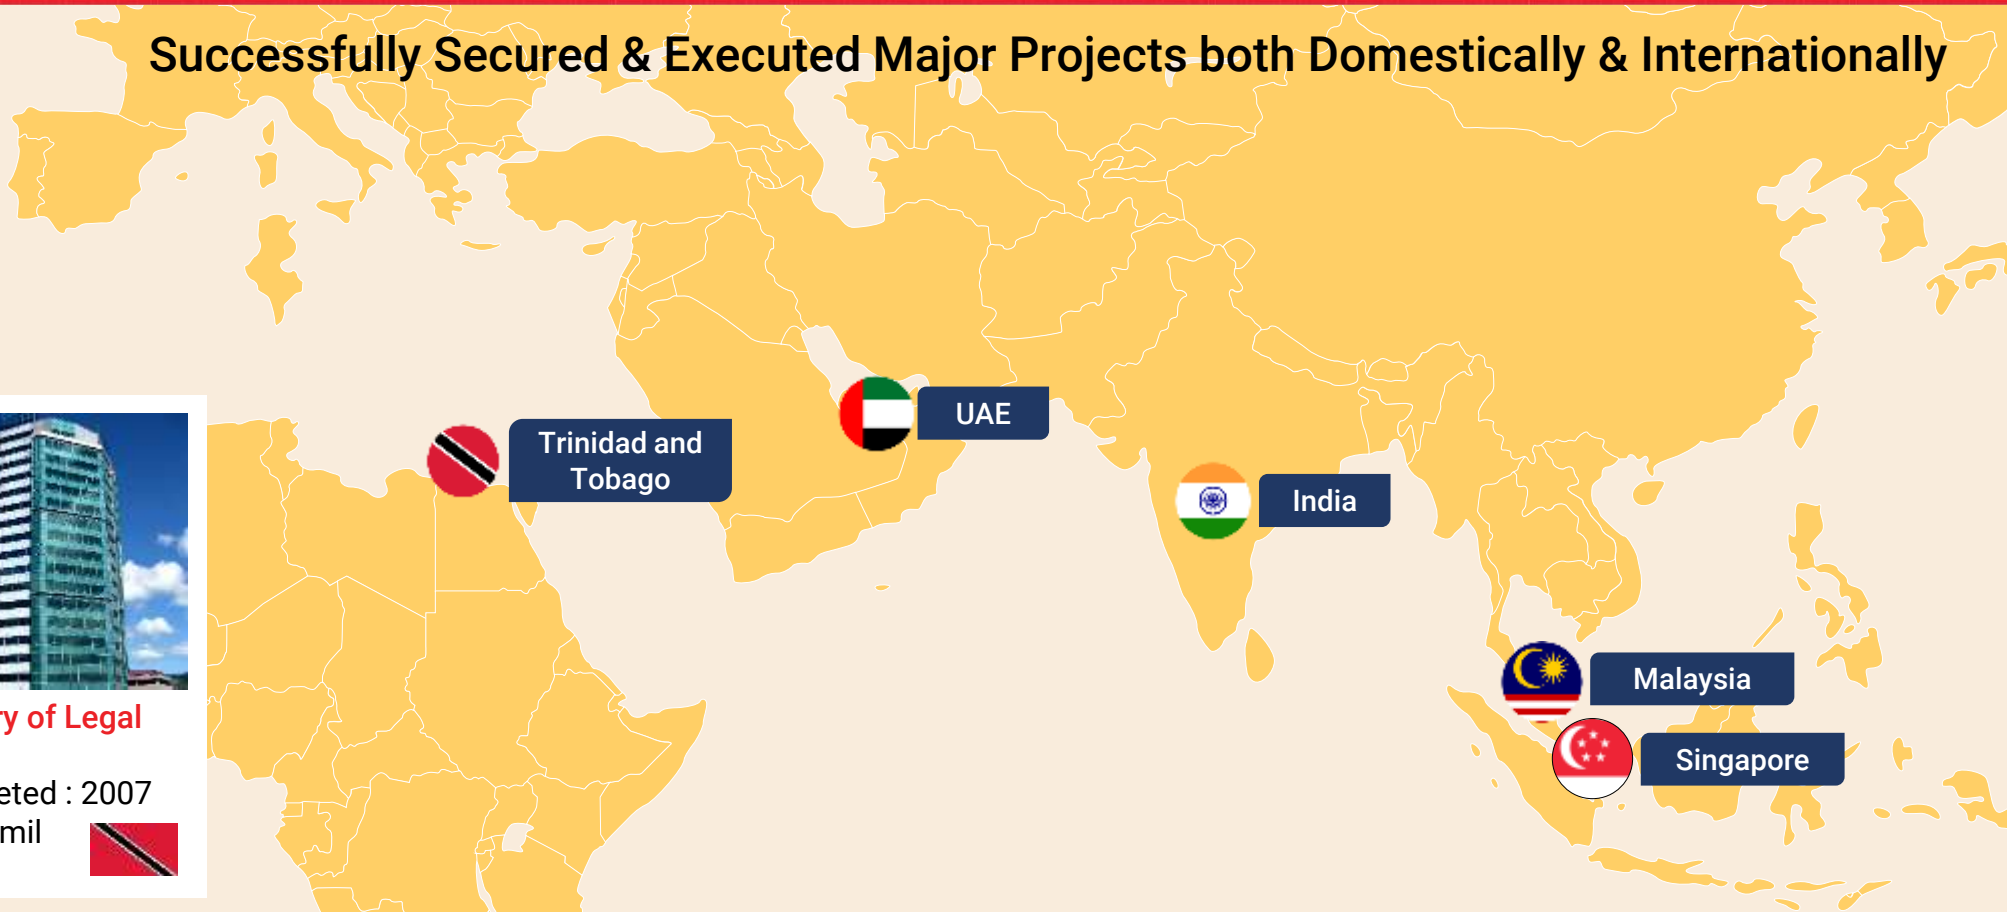 Successfully Secured & Executed Major Projects both Domestically & Internationally
UAE
Trinidad and
Tobago
India
Malaysia
Singapore
of Legal
: 2007
mil